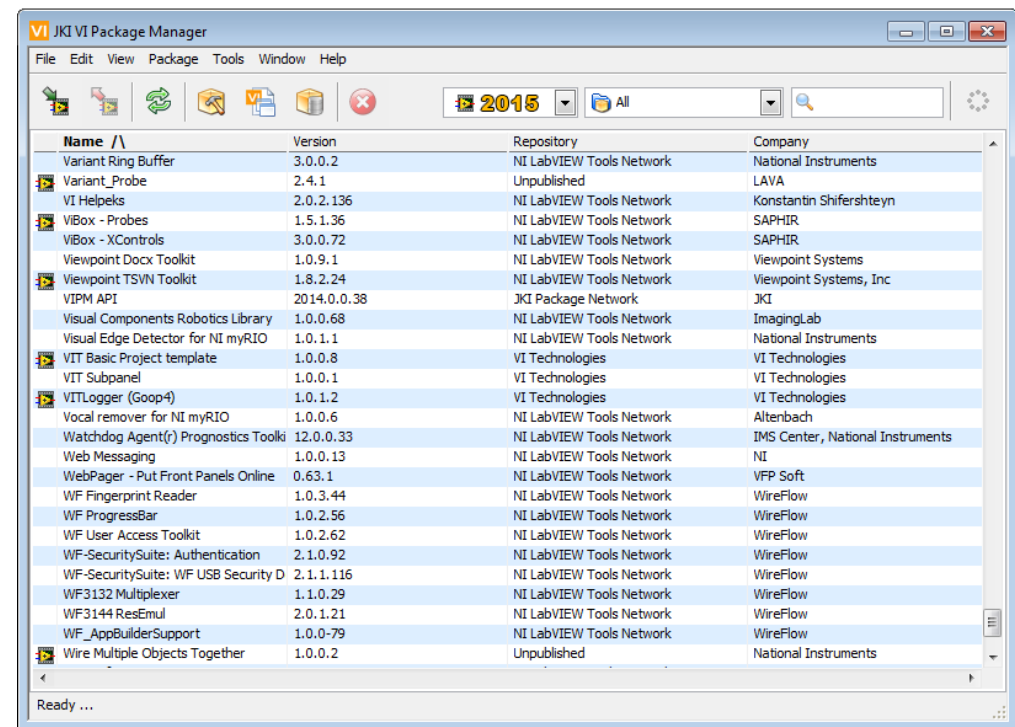 VI JKI VI Package Manager
File Edit View Package Tools Window Help
2015 All
Name /\ Version Repository Company
Variant Ring Buffer 3.0.0.2 NI LabVIEW Tools Network National Instruments
Variant_Probe 2.4.1 Unpublished LAVA
VI Helpeks 2.0.2.136 NI LabVIEW Tools Network Konstantin Shifershteyn
ViBox - Probes 1.5.1.36 NI LabVIEW Tools Network SAPHIR
ViBox - XControls 3.0.0.72 NI LabVIEW Tools Network SAPHIR
Viewpoint Docx Toolkit 1.0.9.1 NI LabVIEW Tools Network Viewpoint Systems
Viewpoint TSVN Toolkit 1.8.2.24 NI LabVIEW Tools Network Viewpoint Systems, Inc
VIPM API 2014.0.0.38 JKI Package Network JKI
Visual Components Robotics Library 1.0.0.68 NI LabVIEW Tools Network ImagingLab
Visual Edge Detector for NI myRIO 1.0.1.1 NI LabVIEW Tools Network National Instruments
VIT Basic Project template 1.0.0.8 VI Technologies VI Technologies
VIT Subpanel 1.0.0.1 VI Technologies VI Technologies
VITLogger (Goop4) 1.0.1.2 VI Technologies VI Technologies
Vocal remover for NI myRIO 1.0.0.6 NI LabVIEW Tools Network Altenbach
Watchdog Agent(r) Prognostics Toolki 12.0.0.33 NI LabVIEW Tools Network IMS Center, National Instruments
Web Messaging 1.0.0.13 NI LabVIEW Tools Network NI
WebPager - Put Front Panels Online 0.63.1 NI LabVIEW Tools Network VFP Soft
WF Fingerprint Reader 1.0.3.44 NI LabVIEW Tools Network WireFlow
WF ProgressBar 1.0.2.56 NI LabVIEW Tools Network WireFlow
WF User Access Toolkit 1.0.2.62 NI LabVIEW Tools Network WireFlow
WF-SecuritySuite: Authentication 2.1.0.92 NI LabVIEW Tools Network WireFlow
WF-SecuritySuite: WF USB Security D 2.1.1.116 NI LabVIEW Tools Network WireFlow
WF3132 Multiplexer 1.1.0.29 NI LabVIEW Tools Network WireFlow
WF3144 ResEmul 2.0.1.21 NI LabVIEW Tools Network WireFlow
WF_AppBuilderSupport 1.0.0-79 NI LabVIEW Tools Network WireFlow
Wire Multiple Objects Together 1.0.0.2 Unpublished National Instruments
Ready ...